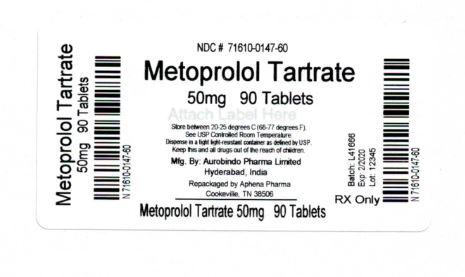 Metoprolol Tartrate
50mg 90 Tablets
N 71610-0147-60
NDC # 71610-0147-60
Metoprolol Tartrate
50mg 90 Tablets
Attach Label Here
Store between 20-25 degrees C (68-77 degrees F).
See USP Controlled Room Temperature
Dispense in a tight light-resistant container as defined by USP.
Keep this and all drugs out of the reach of children.
Mfg. By: Aurobindo Pharma Limited
Hyderabad, India
Repackaged by Aphena Pharma
Cookeville, TN 38506
Metoprolol Tartrate 50mg 90 Tablets
Batch: L41666
Exp: 2/2020
Lot: 12345
RX Only
N 71610-0147-60